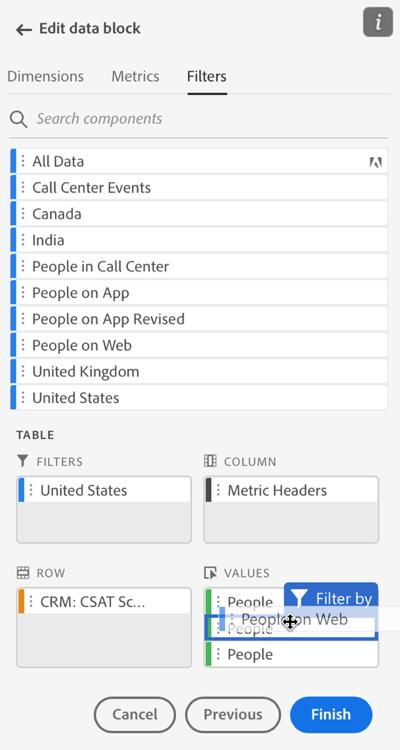 Edit data block
Dimensions Metrics Filters
Search components
All Data
Call Center Events
Canada
India
People in Call Center
People on App
People on App Revised
People on Web
United Kingdom
United States
TABLE
FILTERS
United States
COLUMN
Metric Headers
ROW
CRM: CSAT Sc...
VALUES
People
Filter by
People on Web
People
People
Cancel Previous Finish